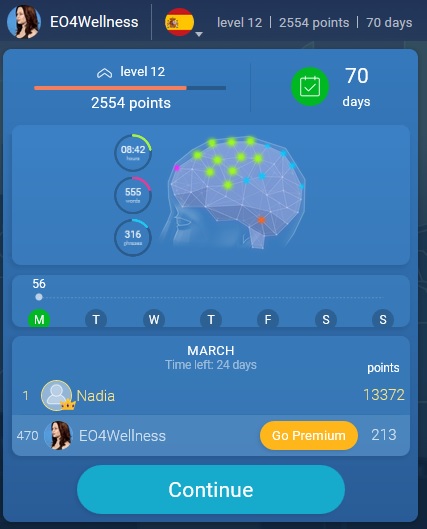 EO4Wellness
level 12 | 2554 points | 70 days
level 12
2554 points
70
days
08:42
hours
555
words
316
phrases
56
M T W T F S S
MARCH
Time left: 24 days
points
1 Nadia 13372
470 EO4Wellness Go Premium 213
Continue